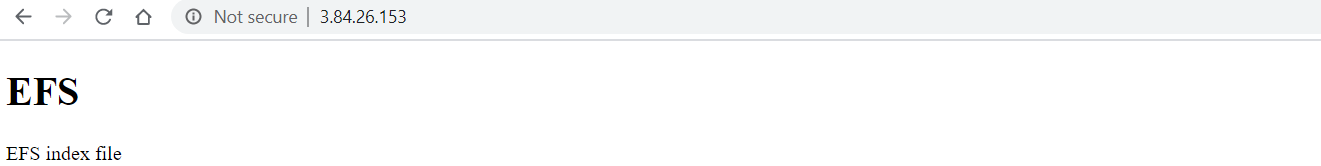 Not secure | 3.84.26.153
EFS
EFS index file